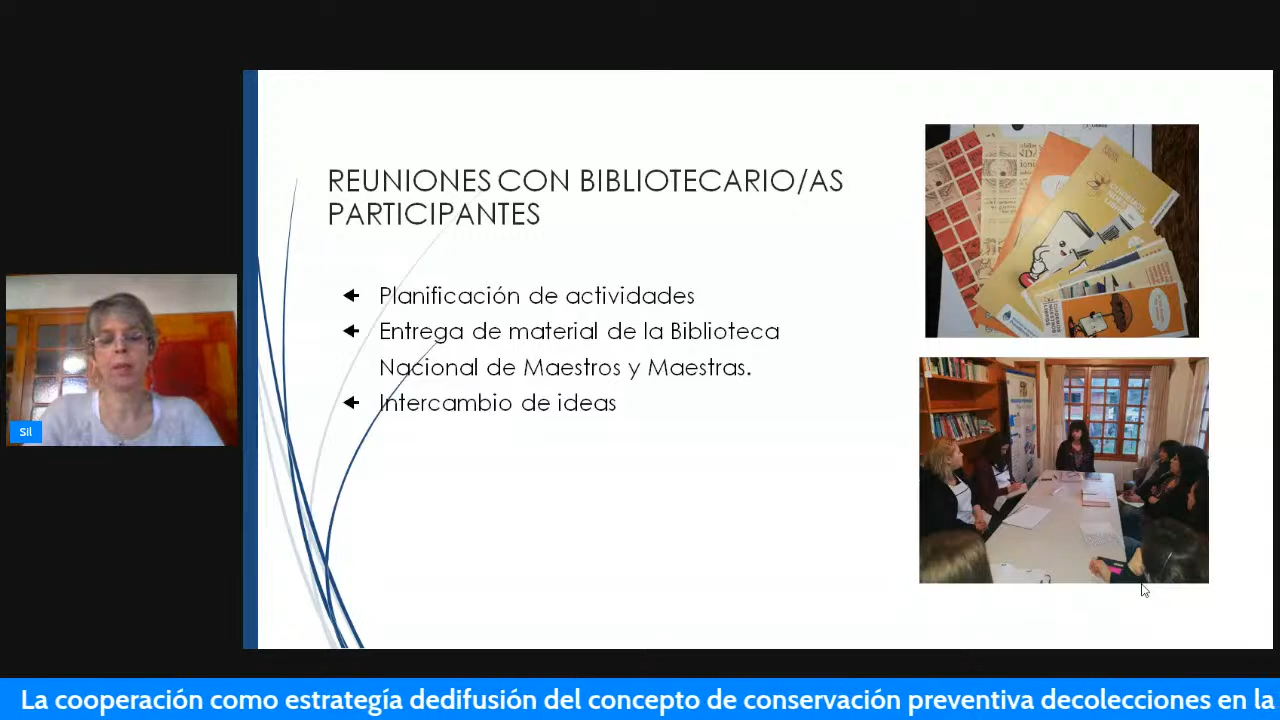 REUNIONES CON BIBLIOTECARIO/AS
PARTICIPANTES
Planificación de actividades
Entrega de material de la Biblioteca
Nacional de Maestros y Maestras.
Intercambio de ideas
Sil
La cooperación como estrategía dedifusión del concepto de conservación preventiva decolecciones en la